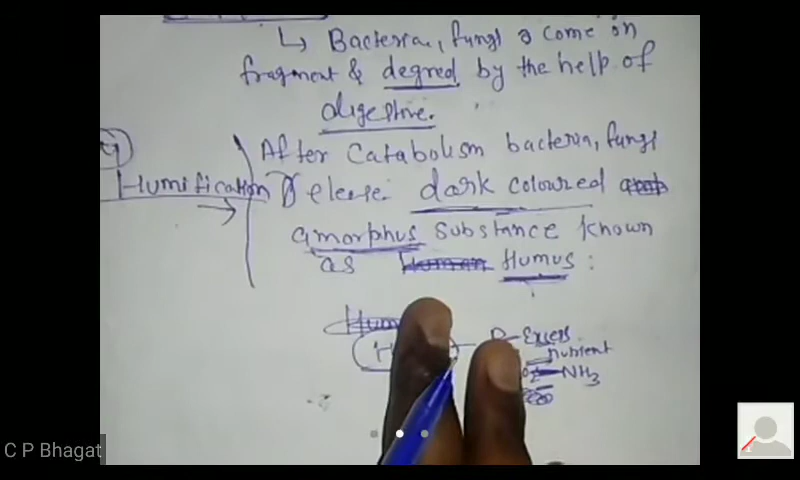 ↳ Bacteria, fungi & come on
fragment & degred by the help of
digestive.
4)
Humification
→
After Catabolism bacteria, fungi
release dark coloured
amorphus substance known
as Humus :
Excess
nutrient
NH3
C P Bhagat